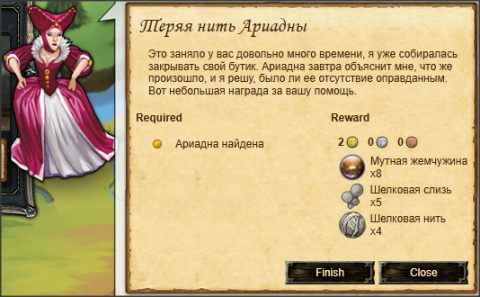 Теряя нить Ариадны
Это заняло у вас довольно много времени, я уже собиралась
закрывать свой бутик. Ариадна завтра объяснит мне, что же
произошло, и я решу, было ли ее отсутствие оправданным.
Вот небольшая награда за вашу помощь.
Required
Ариадна найдена
Reward
2 0 0
Мутная жемчужина
x8
Шелковая слизь
x5
Шелковая нить
x4
Finish
Close